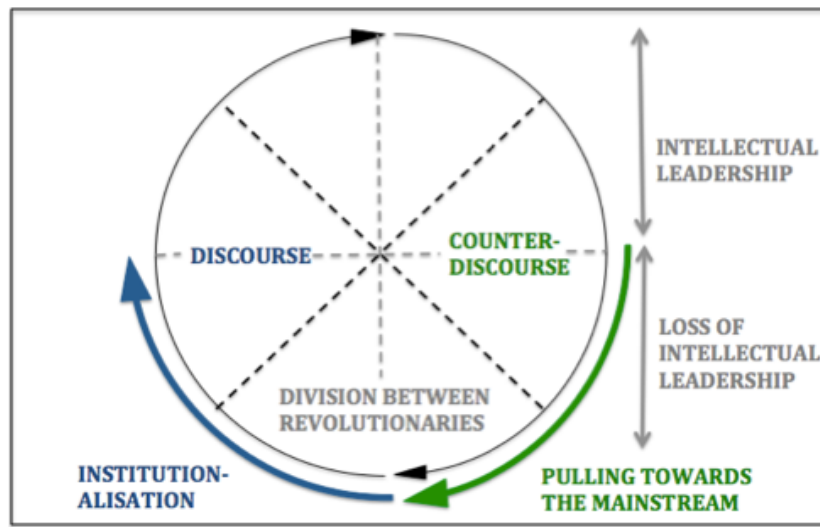 INTELLECTUAL
LEADERSHIP
DISCOURSE
COUNTER-
DISCOURSE
LOSS OF
INTELLECTUAL
LEADERSHIP
DIVISION BETWEEN
REVOLUTIONARIES
INSTITUTION-
ALISATION
PULLING TOWARDS
THE MAINSTREAM